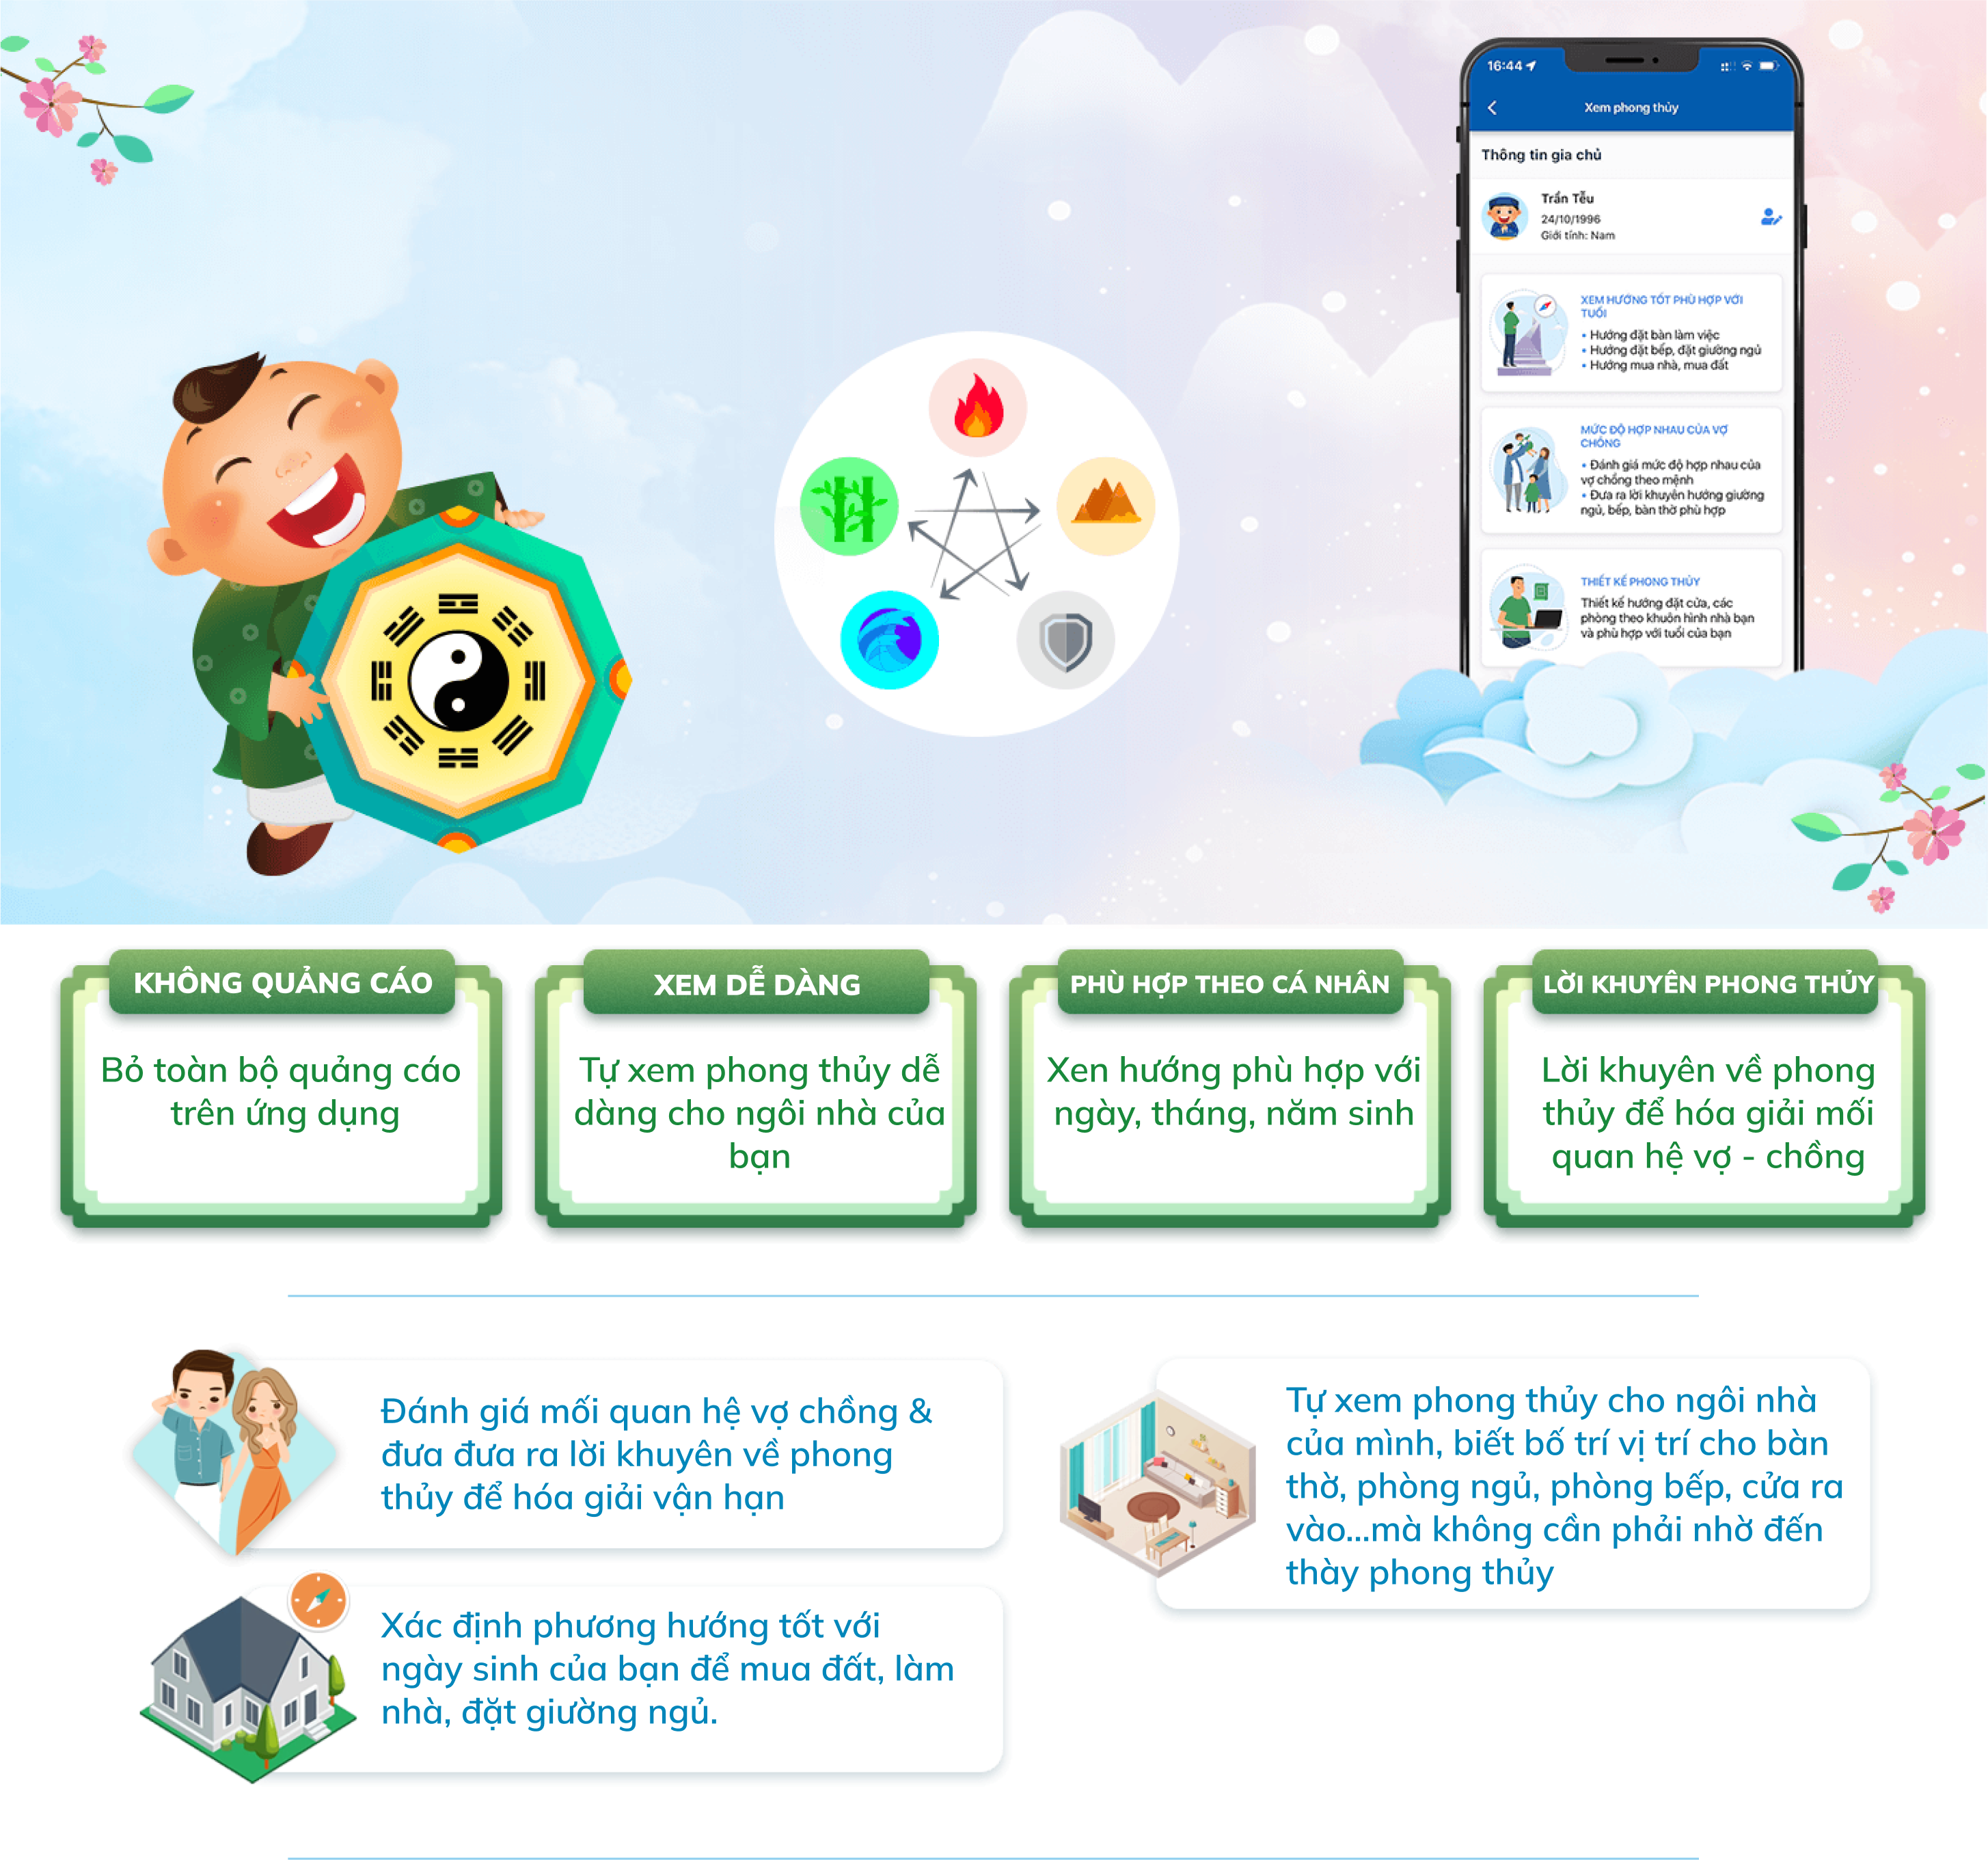 16:44
Xem phong thủy
Thông tin gia chủ
Trần Tễu
24/10/1996
Giới tính: Nam
XEM HƯỚNG TỐT PHÙ HỢP VỚI
TUỔI
• Hướng đặt bàn làm việc
• Hướng đặt bếp, đặt giường ngủ
• Hướng mua nhà, mua đất
MỨC ĐỘ HỢP NHAU CỦA VỢ
CHỒNG
• Đánh giá mức độ hợp nhau của
vợ chồng theo mệnh
• Đưa ra lời khuyên hướng giường
ngủ, bếp, bàn thờ phù hợp
THIẾT KẾ PHONG THỦY
Thiết kế hướng đặt cửa, các
phòng theo khuôn hình nhà bạn
và phù hợp với tuổi của bạn
KHÔNG QUẢNG CÁO
Bỏ toàn bộ quảng cáo
trên ứng dụng
XEM DỄ DÀNG
Tự xem phong thủy dễ
dàng cho ngôi nhà của
bạn
PHÙ HỢP THEO CÁ NHÂN
Xen hướng phù hợp với
ngày, tháng, năm sinh
LỜI KHUYÊN PHONG THỦY
Lời khuyên về phong
thủy để hóa giải mối
quan hệ vợ - chồng
Đánh giá mối quan hệ vợ chồng &
đưa đưa ra lời khuyên về phong
thủy để hóa giải vận hạn
Xác định phương hướng tốt với
ngày sinh của bạn để mua đất, làm
nhà, đặt giường ngủ.
Tự xem phong thủy cho ngôi nhà
của mình, biết bố trí vị trí cho bàn
thờ, phòng ngủ, phòng bếp, cửa ra
vào...mà không cần phải nhờ đến
thày phong thủy